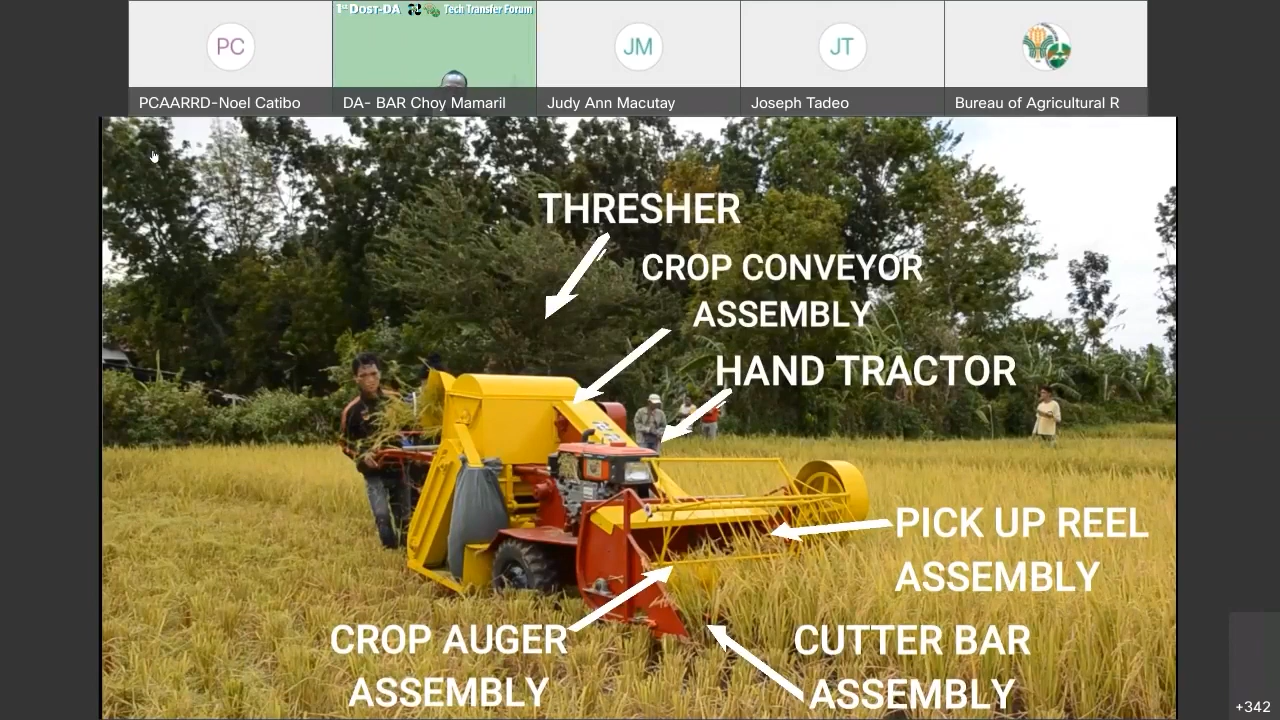 1st DOST-DA Tech Transfer Forum
PC
JM
JT
PCAARRD-Noel Catibo
DA- BAR Choy Mamaril
Judy Ann Macutay
Joseph Tadeo
Bureau of Agricultural R
THRESHER
CROP CONVEYOR
ASSEMBLY
HAND TRACTOR
PICK UP REEL
ASSEMBLY
CROP AUGER
ASSEMBLY
CUTTER BAR
ASSEMBLY
+342